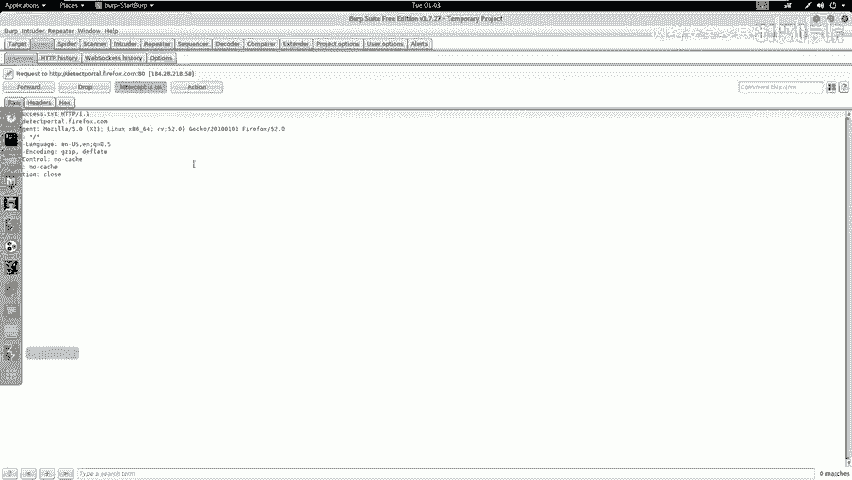 Applications Places burp-StartBurp Tue 01:03
Burp Suite Free Edition v1.7.27 - Temporary Project
Burp Intruder Repeater Window Help
Target Spider Scanner Intruder Repeater Sequencer Decoder Comparer Extender Project options User options Alerts
HTTP history WebSockets history Options
Request to http://detectportal.firefox.com:80 [184.28.218.58]
Forward Drop Intercept is on Action Comment this item
Raw Headers Hex
ccess.txt HTTP/1.1
detectportal.firefox.com
gent: Mozilla/5.0 (X11; Linux x86_64; rv:52.0) Gecko/20100101 Firefox/52.0
: */*
-Language: en-US,en;q=0.5
-Encoding: gzip, deflate
Control: no-cache
: no-cache
tion: close
Type a search term 0 matches